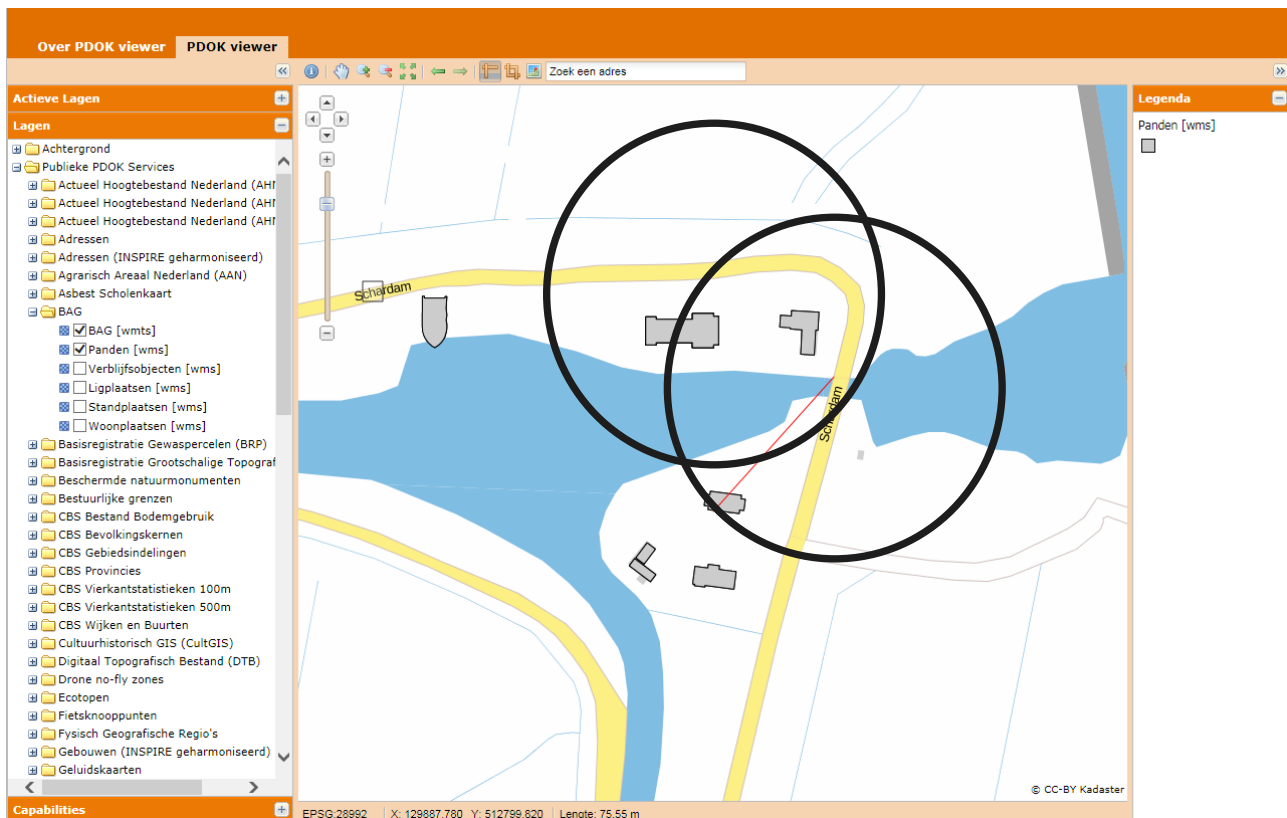 Over PDOK viewer PDOK viewer
Zoek een adres
Actieve Lagen
Lagen
Achtergrond
Publieke PDOK Services
Actueel Hoogtebestand Nederland (AHN
Actueel Hoogtebestand Nederland (AHN
Actueel Hoogtebestand Nederland (AHN
Adressen
Adressen (INSPIRE geharmoniseerd)
Agrarisch Areaal Nederland (AAN)
Asbest Scholenkaart
BAG
BAG [wmts]
Panden [wms]
Verblijfsobjecten [wms]
Ligplaatsen [wms]
Standplaatsen [wms]
Woonplaatsen [wms]
Basisregistratie Gewaspercelen (BRP)
Basisregistratie Grootschalige Topograf
Beschermde natuurmonumenten
Bestuurlijke grenzen
CBS Bestand Bodemgebruik
CBS Bevolkingskernen
CBS Gebiedsindelingen
CBS Provincies
CBS Vierkantstatistieken 100m
CBS Vierkantstatistieken 500m
CBS Wijken en Buurten
Cultuurhistorisch GIS (CultGIS)
Digitaal Topografisch Bestand (DTB)
Drone no-fly zones
Ecotopen
Fietsknooppunten
Fysisch Geografische Regio's
Gebouwen (INSPIRE geharmoniseerd)
Geluidskaarten
Capabilities
Schardam
Schardam
© CC-BY Kadaster
EPSG:28992 X: 129887.780 Y: 512799.820 Lengte: 75.55 m
Legenda
Panden [wms]